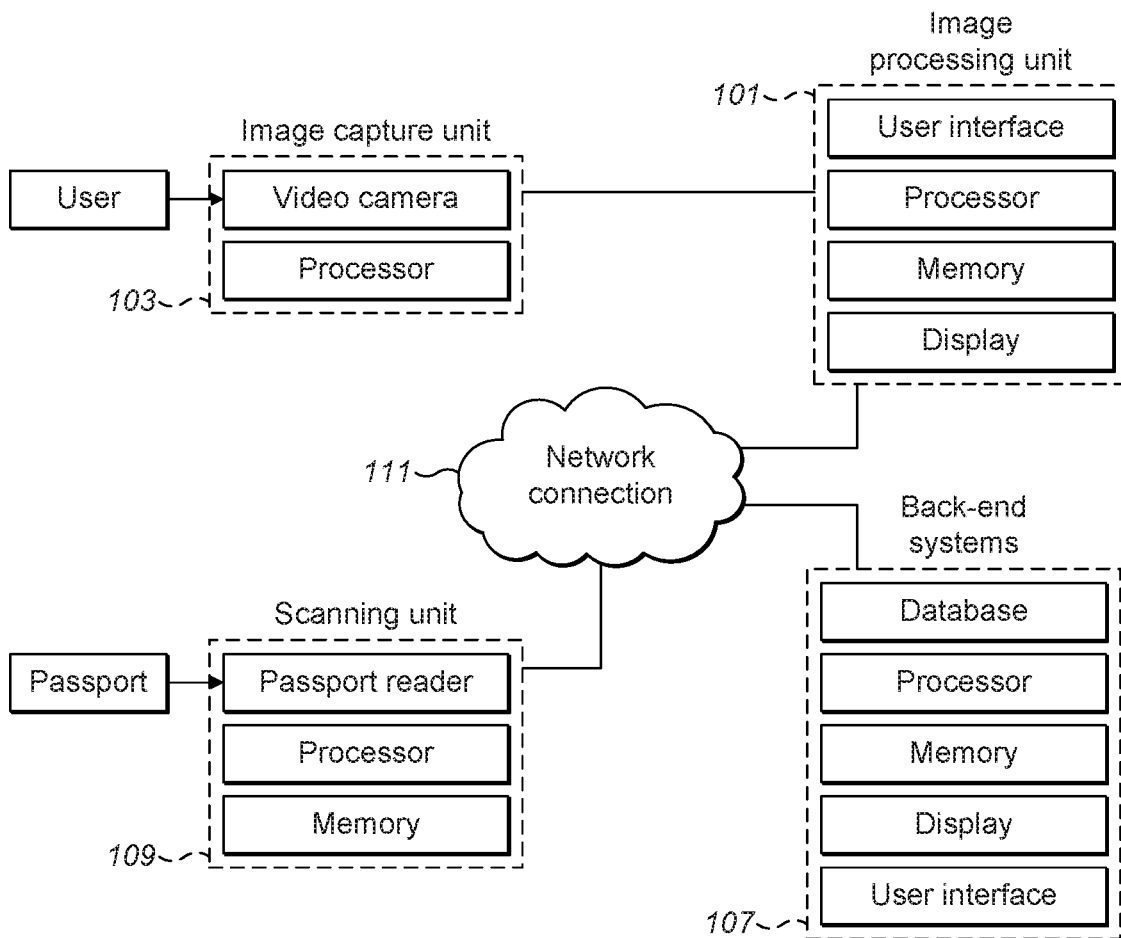 Image
processing unit
101
User interface
Processor
Memory
Display
Image capture unit
User
Video camera
Processor
103
Network
connection
111
Back-end
systems
Database
Processor
Memory
Display
User interface
107
Scanning unit
Passport
Passport reader
Processor
Memory
109